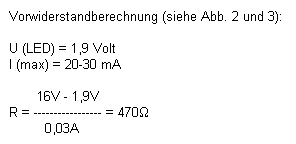 Vorwiderstandberechnung (siehe Abb. 2 und 3):
U (LED) = 1,9 Volt
I (max) = 20-30 mA
16V - 1,9V
R = ----------------- = 470Ω
0,03A